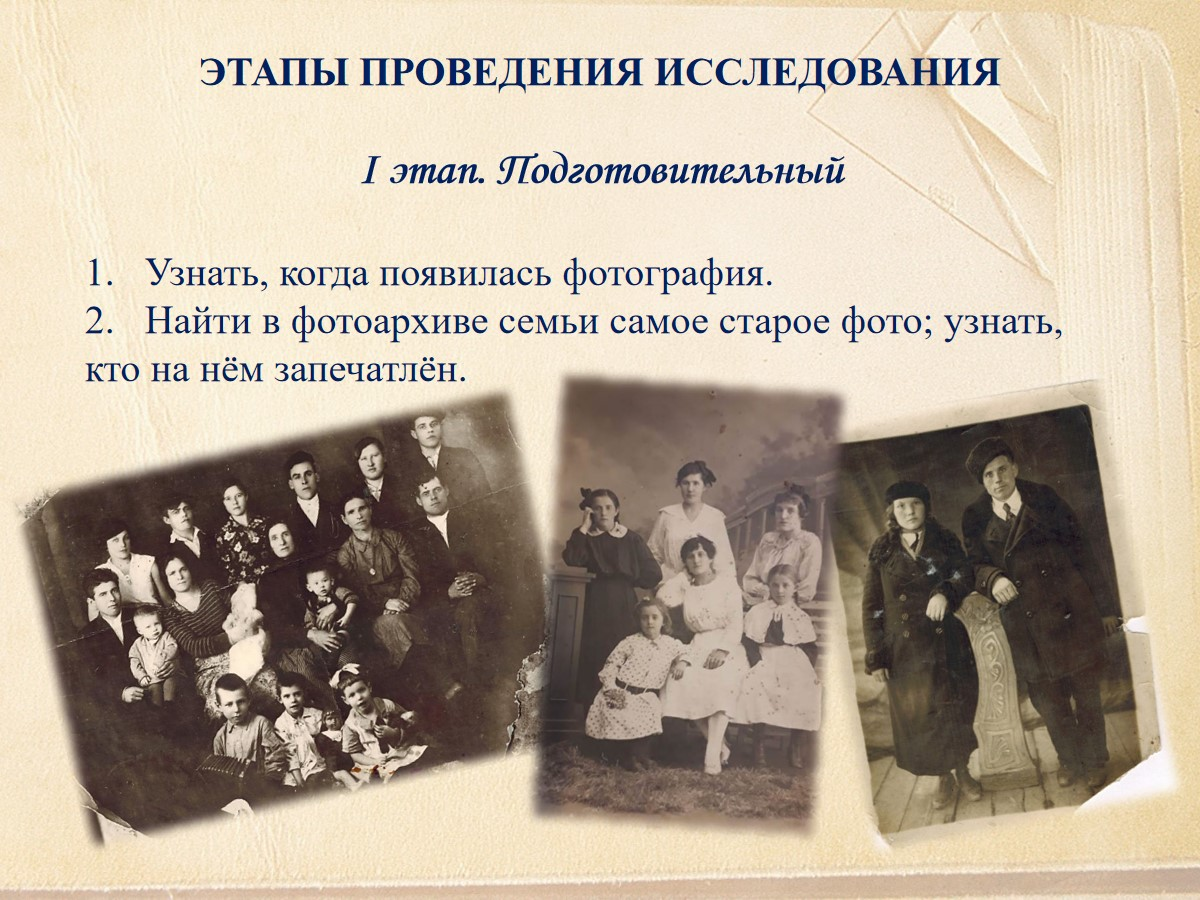 ЭТАПЫ ПРОВЕДЕНИЯ ИССЛЕДОВАНИЯ
I этап. Подготовительный
1. Узнать, когда появилась фотография.
2. Найти в фотоархиве семьи самое старое фото; узнать,
кто на нём запечатлён.